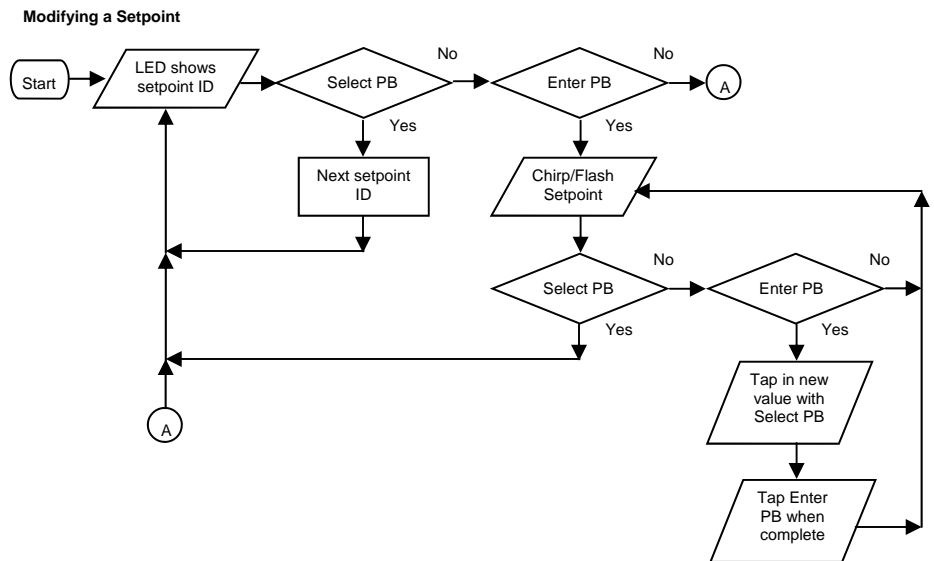 Modifying a Setpoint
Start
LED shows
setpoint ID
Select PB
No
Enter PB
No
A
Yes
Yes
Next setpoint
ID
Chirp/Flash
Setpoint
Select PB
No
Enter PB
No
Yes
Yes
Tap in new
value with
Select PB
A
Tap Enter
PB when
complete